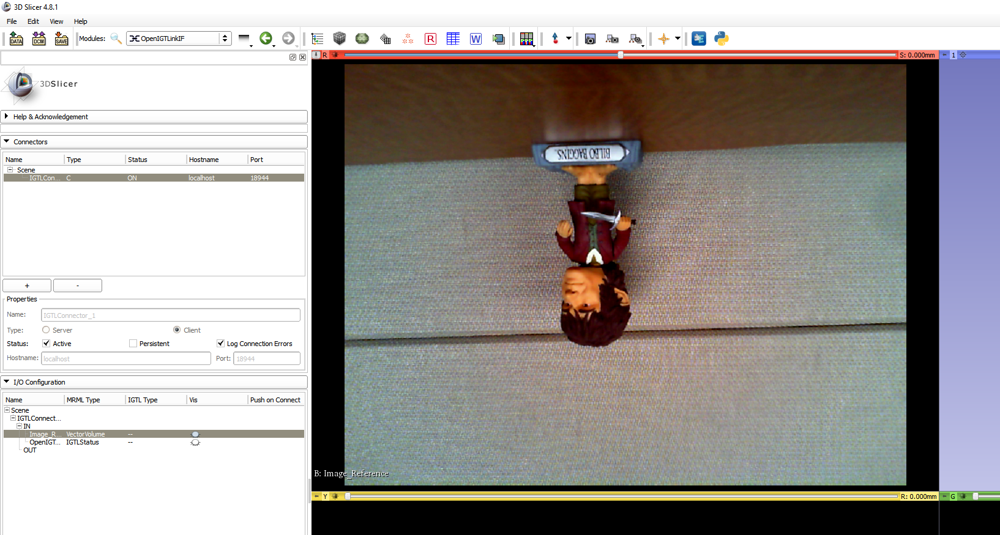 3D Slicer 4.8.1
File Edit View Help
DATA DCM SAVE Modules: OpenIGTLinkIF R W
R S: 0.000mm 1
3DSlicer
Help & Acknowledgement
Connectors
Name Type Status Hostname Port
Scene
IGTLCon... C ON localhost 18944
+ -
Properties
Name: IGTLConnector_1
Type: Server Client
Status: Active Persistent Log Connection Errors
Hostname: localhost Port: 18944
I/O Configuration
Name MRML Type IGTL Type Vis Push on Connect
Scene
IGTLConnect...
IN
Image_R... VectorVolume --
OpenIGT... IGTLStatus --
OUT
BILBO BAGGINS
B: Image_Reference
Y R: 0.000mm G